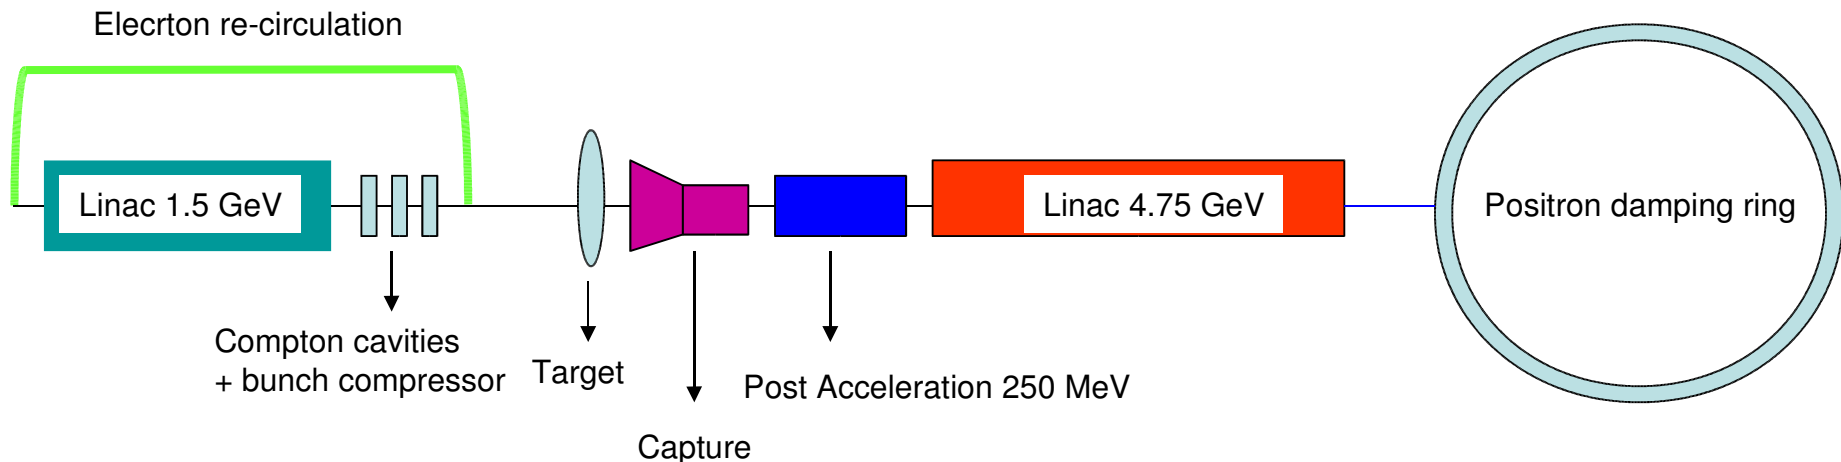 Elecrton re-circulation
Linac 1.5 GeV
Linac 4.75 GeV
Positron damping ring
Compton cavities
+ bunch compressor
Target
Post Acceleration 250 MeV
Capture